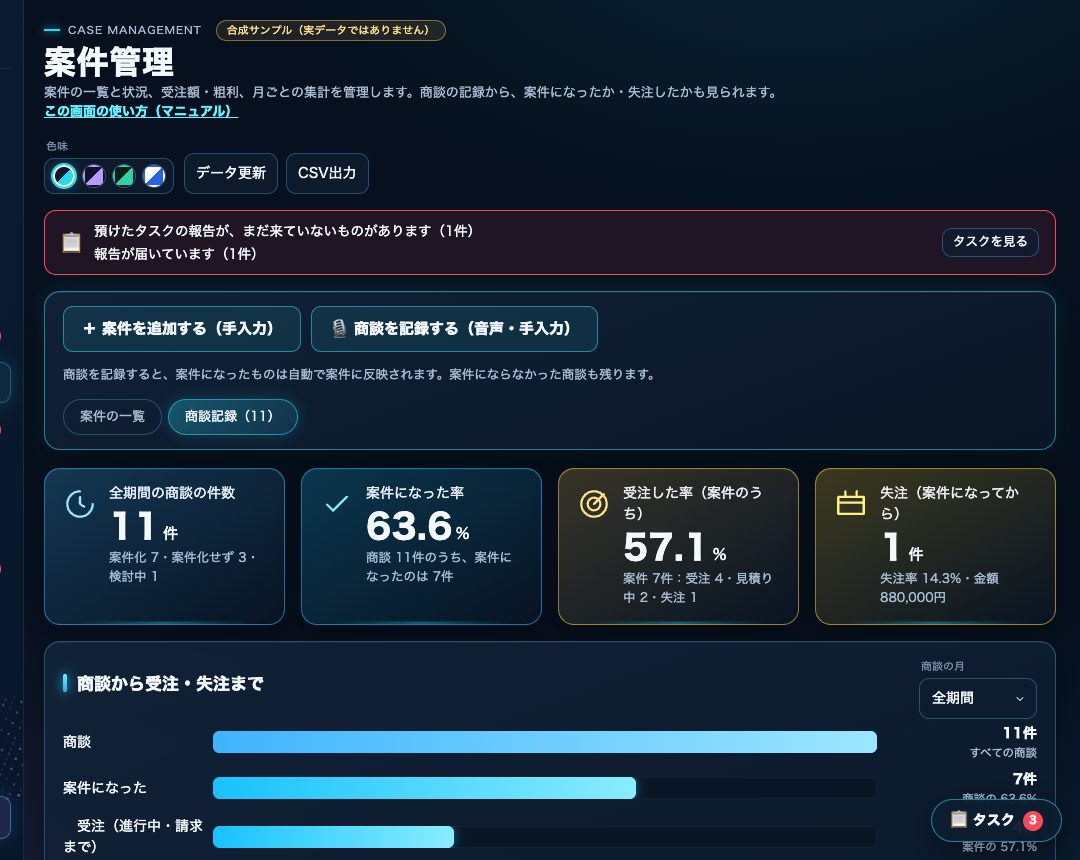 CASE MANAGEMENT 合成サンプル（実データではありません）
案件管理
案件の一覧と状況、受注額・粗利、月ごとの集計を管理します。商談の記録から、案件になったか・失注したかも見られます。
この画面の使い方（マニュアル）
色味
データ更新 CSV出力
預けたタスクの報告が、まだ来ていないものがあります（1件）
報告が届いています（1件）
タスクを見る
+ 案件を追加する（手入力） 商談を記録する（音声・手入力）
商談を記録すると、案件になったものは自動で案件に反映されます。案件にならなかった商談も残ります。
案件の一覧 商談記録（11）
全期間の商談の件数
11 件
案件化 7・案件化せず 3・
検討中 1
案件になった率
63.6 %
商談 11件のうち、案件に
なったのは 7件
受注した率（案件のう
ち）
57.1 %
案件 7件：受注 4・見積り
中 2・失注 1
失注（案件になってか
ら）
1 件
失注率 14.3%・金額
880,000円
商談から受注・失注まで
商談の月
全期間
商談 11件
すべての商談
案件になった 7件
商談の 63.6%
受注（進行中・請求
まで）
案件の 57.1%
タスク 3